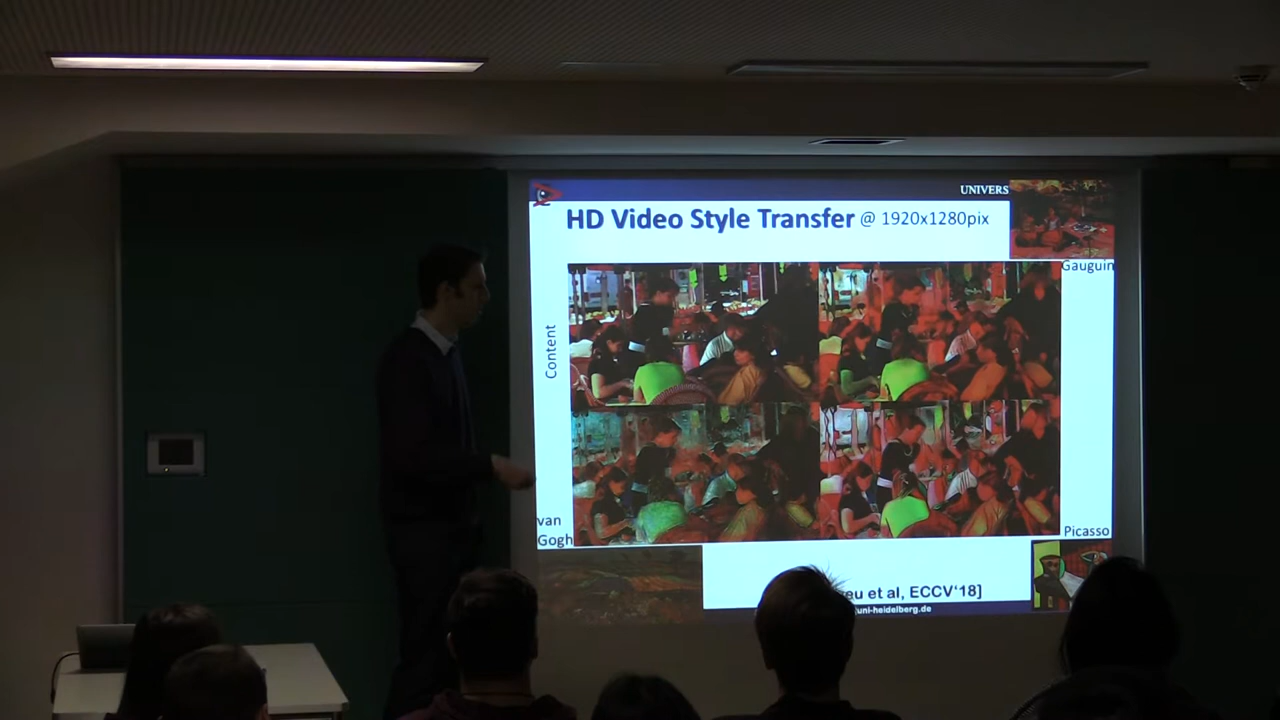 UNIVERS
HD Video Style Transfer @ 1920x1280pix
Gauguin
Content
van
Gogh
Picasso
eu et al, ECCV'18]
uni-heidelberg.de